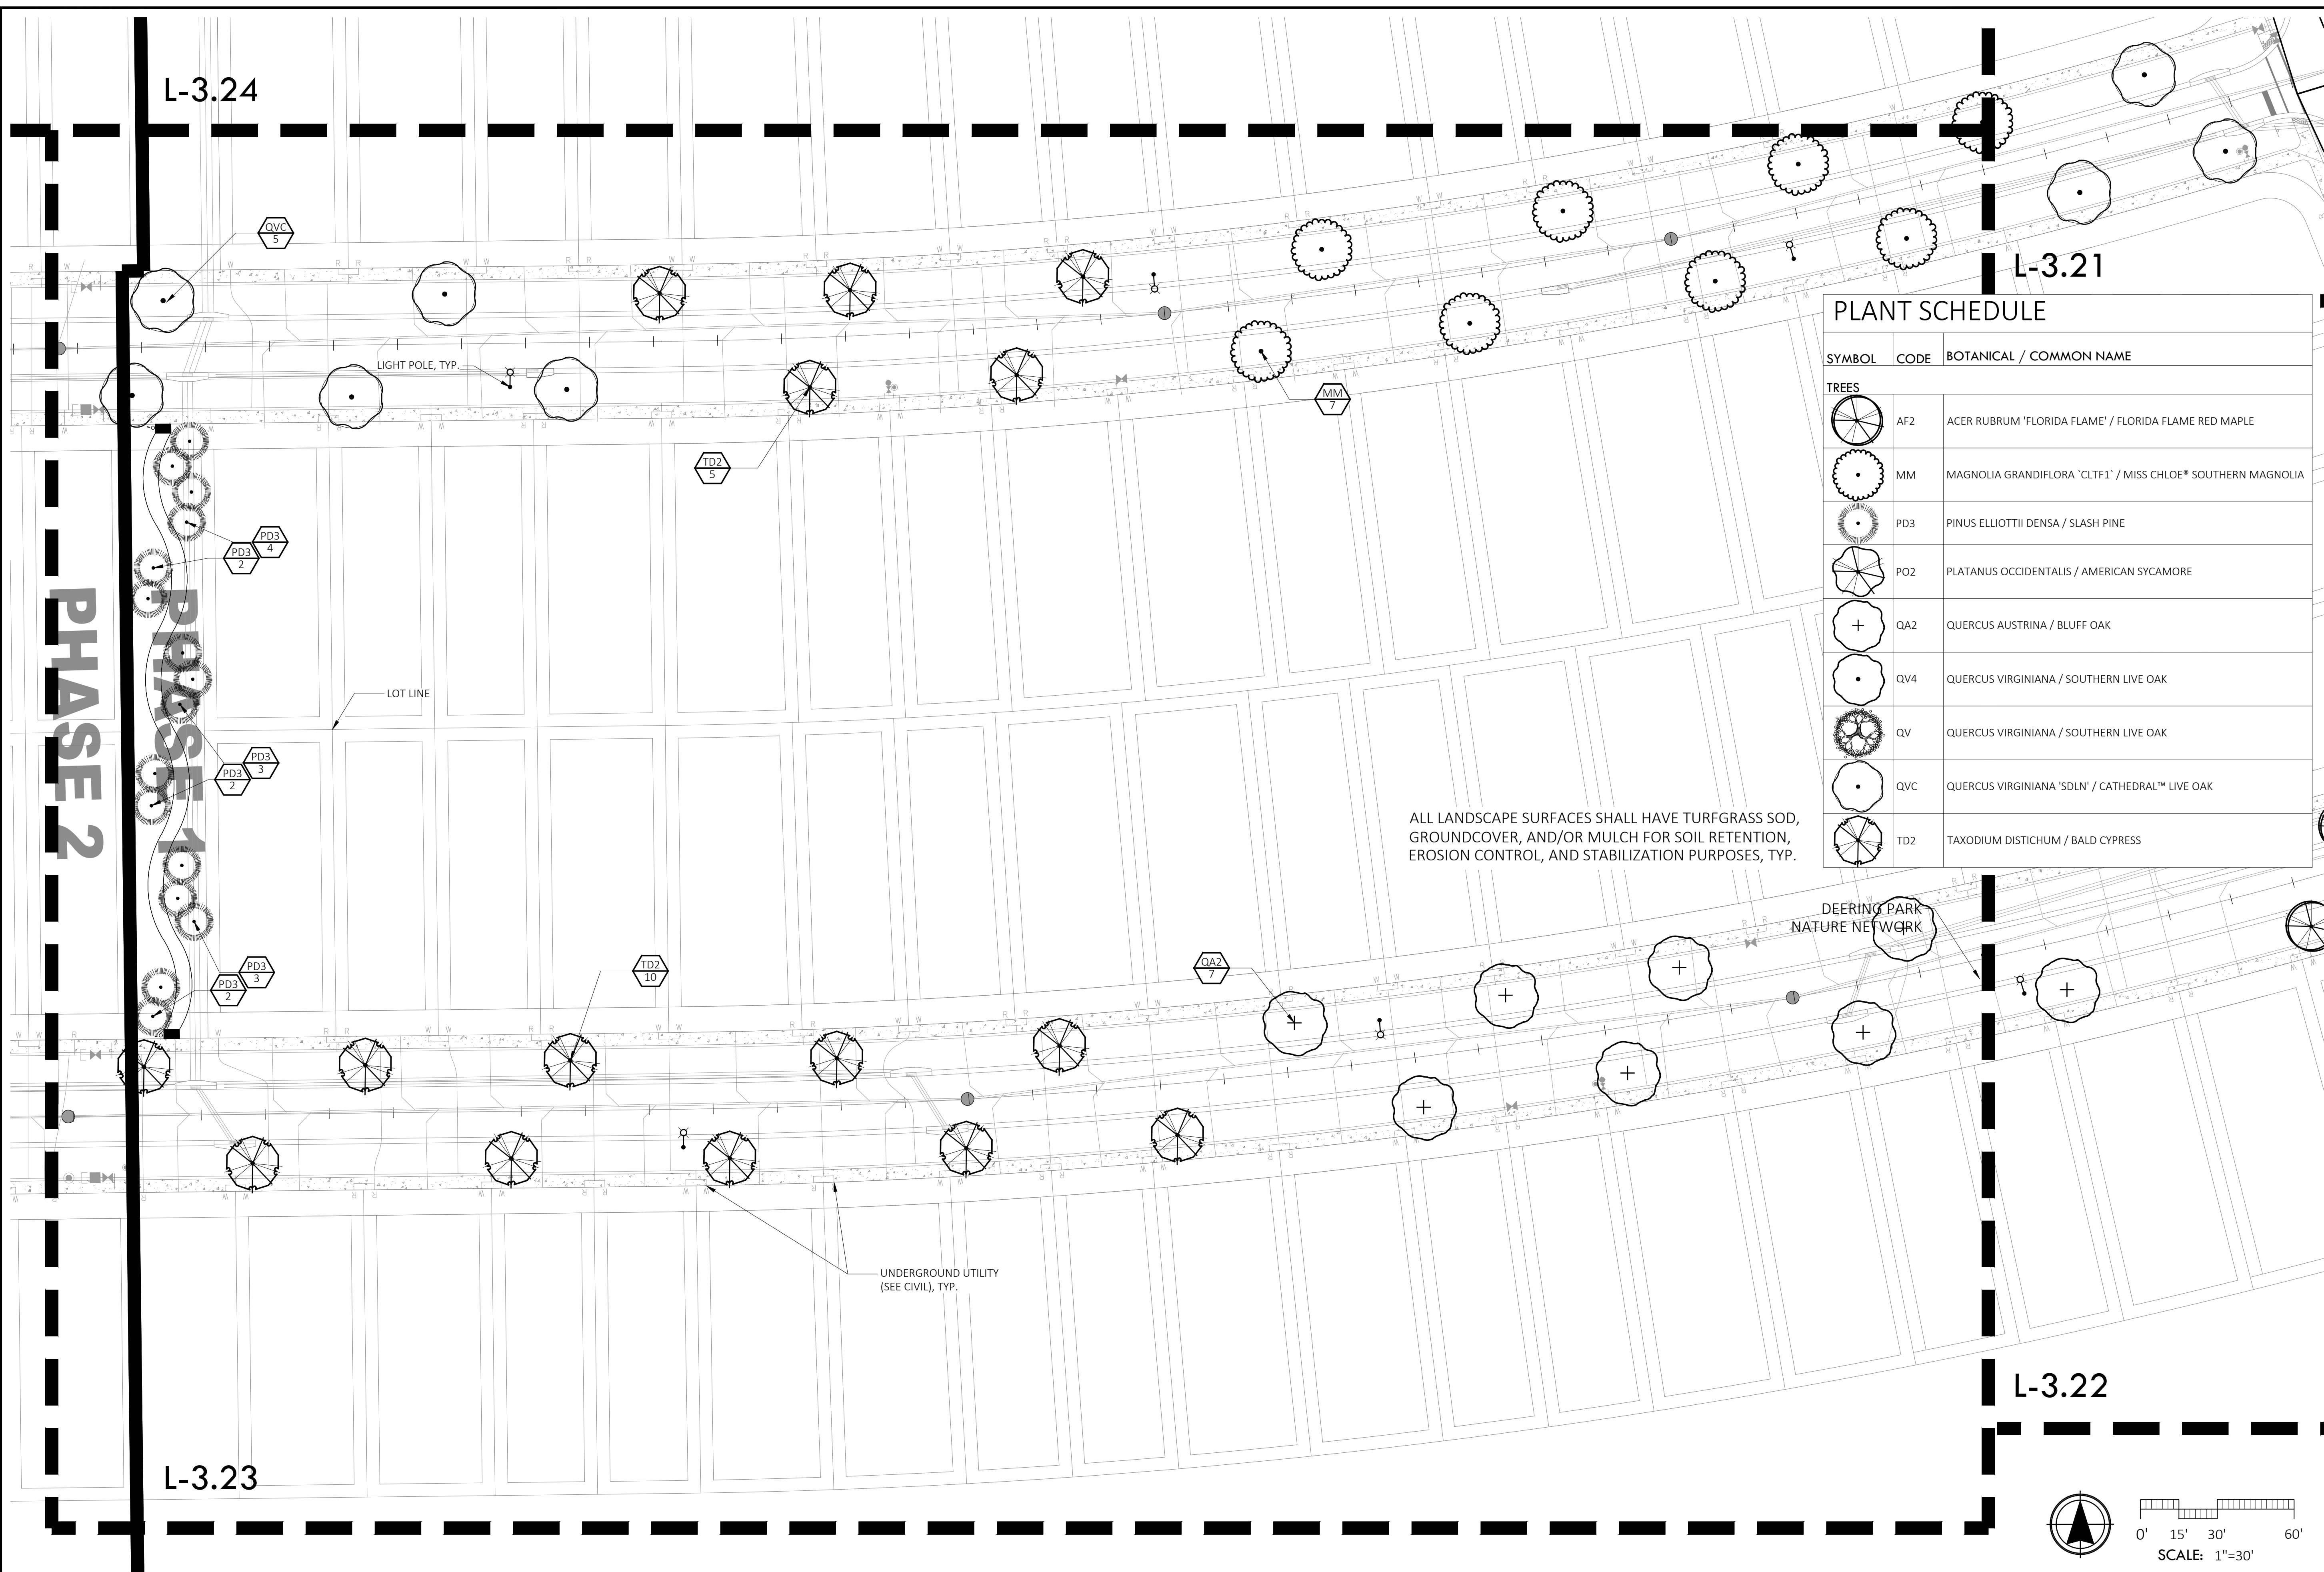 L-3.24
QVC
5
L-3.21
LIGHT POLE, TYP.
MM
7
TD2
5
PD3
4
PD3
2
PHASE 2
PHASE 1
LOT LINE
PD3
3
PD3
2
PLANT SCHEDULE
SYMBOL CODE BOTANICAL / COMMON NAME
TREES
AF2 ACER RUBRUM 'FLORIDA FLAME' / FLORIDA FLAME RED MAPLE
MM MAGNOLIA GRANDIFLORA `CLTF1` / MISS CHLOE® SOUTHERN MAGNOLIA
PD3 PINUS ELLIOTTII DENSA / SLASH PINE
PO2 PLATANUS OCCIDENTALIS / AMERICAN SYCAMORE
QA2 QUERCUS AUSTRINA / BLUFF OAK
QV4 QUERCUS VIRGINIANA / SOUTHERN LIVE OAK
QV QUERCUS VIRGINIANA / SOUTHERN LIVE OAK
QVC QUERCUS VIRGINIANA 'SDLN' / CATHEDRAL™ LIVE OAK
TD2 TAXODIUM DISTICHUM / BALD CYPRESS
ALL LANDSCAPE SURFACES SHALL HAVE TURFGRASS SOD,
GROUNDCOVER, AND/OR MULCH FOR SOIL RETENTION,
EROSION CONTROL, AND STABILIZATION PURPOSES, TYP.
DEERING PARK
NATURE NETWORK
PD3
3
PD3
2
TD2
10
QA2
7
UNDERGROUND UTILITY
(SEE CIVIL), TYP.
L-3.22
L-3.23
0' 15' 30' 60'
SCALE: 1"=30'